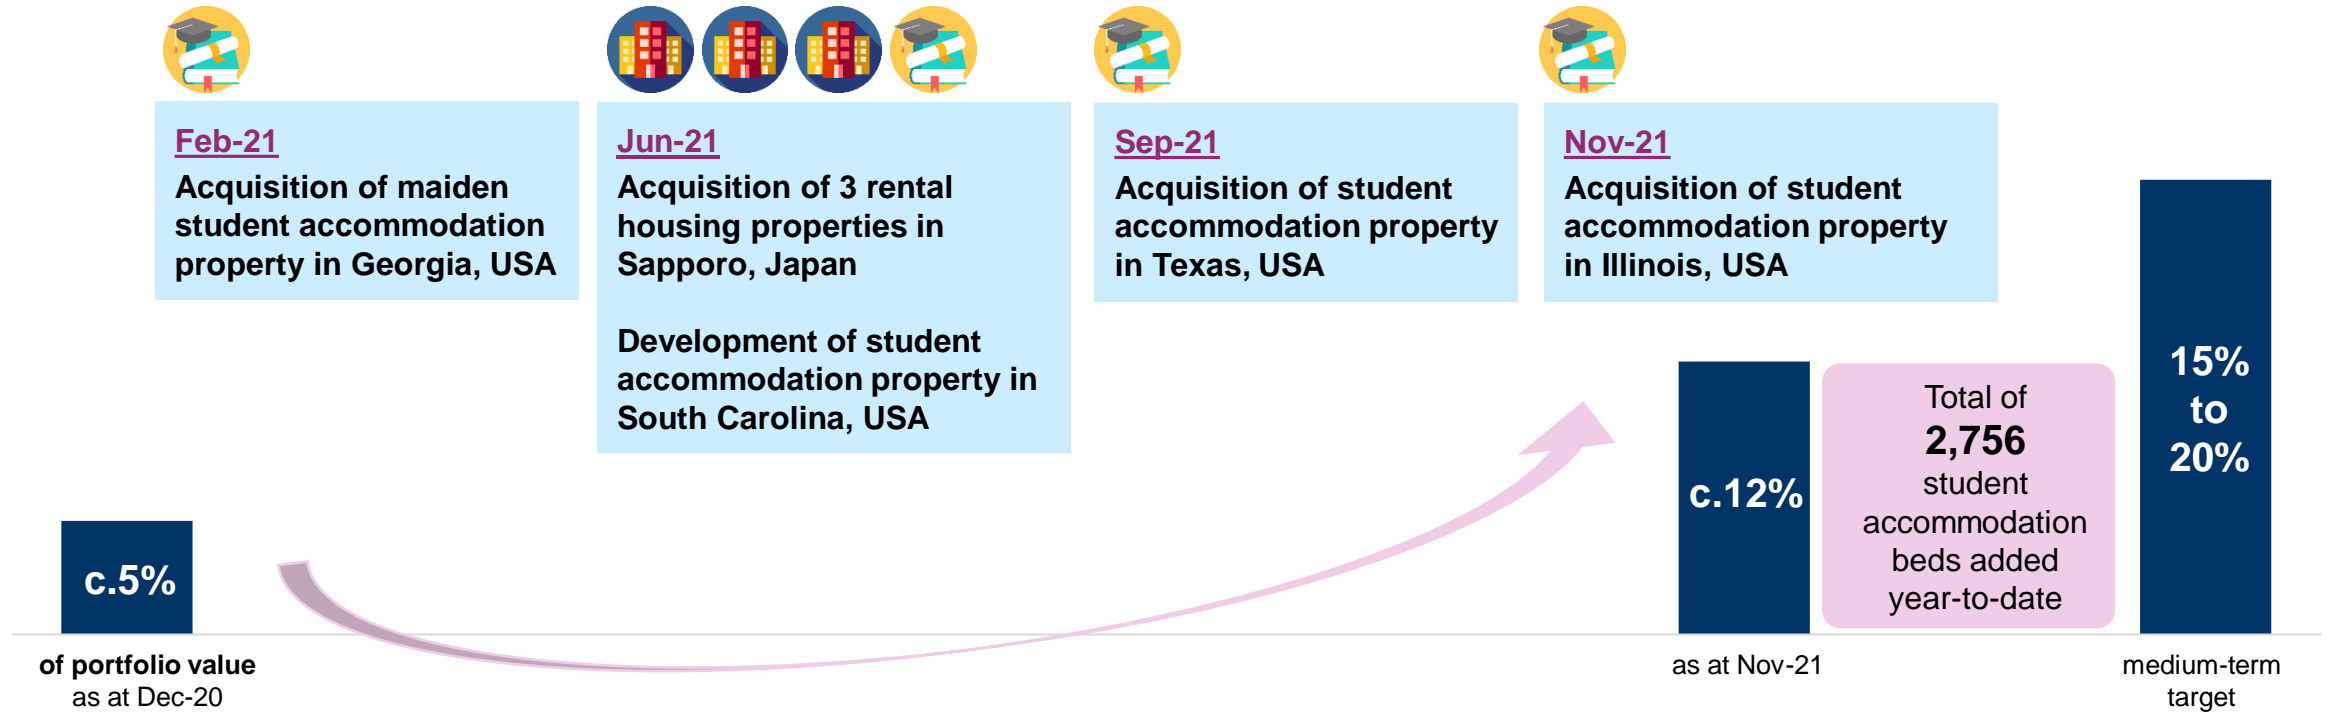 Feb-21
Acquisition of maiden
student accommodation
property in Georgia, USA
Jun-21
Acquisition of 3 rental
housing properties in
Sapporo, Japan
Development of student
accommodation property in
South Carolina, USA
Sep-21
Acquisition of student
accommodation property
in Texas, USA
Nov-21
Acquisition of student
accommodation property
in Illinois, USA
c.5%
of portfolio value
as at Dec-20
c.12%
as at Nov-21
Total of
2,756
student
accommodation
beds added
year-to-date
15%
to
20%
medium-term
target